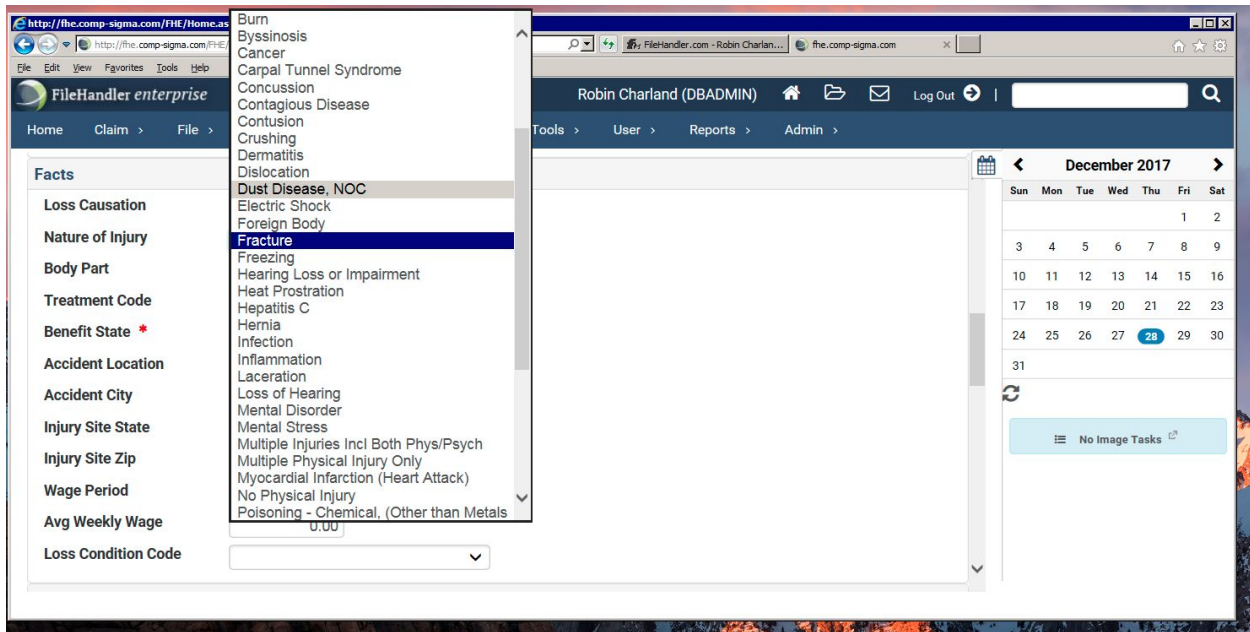 http://fhe.comp-sigma.com/FHE/Home.as
http://fhe.comp-sigma.com/FHE/
FileHandler.com - Robin Charlan...
fhe.comp-sigma.com
File Edit View Favorites Tools Help
FileHandler enterprise
Robin Charland (DBADMIN)
Log Out
Home Claim > File > Tools > User > Reports > Admin >
Facts
Loss Causation
Nature of Injury
Body Part
Treatment Code
Benefit State *
Accident Location
Accident City
Injury Site State
Injury Site Zip
Wage Period
Avg Weekly Wage
0.00
Loss Condition Code
Burn
Byssinosis
Cancer
Carpal Tunnel Syndrome
Concussion
Contagious Disease
Contusion
Crushing
Dermatitis
Dislocation
Dust Disease, NOC
Electric Shock
Foreign Body
Fracture
Freezing
Hearing Loss or Impairment
Heat Prostration
Hepatitis C
Hernia
Infection
Inflammation
Laceration
Loss of Hearing
Mental Disorder
Mental Stress
Multiple Injuries Incl Both Phys/Psych
Multiple Physical Injury Only
Myocardial Infarction (Heart Attack)
No Physical Injury
Poisoning - Chemical, (Other than Metals
December 2017
Sun Mon Tue Wed Thu Fri Sat
1 2
3 4 5 6 7 8 9
10 11 12 13 14 15 16
17 18 19 20 21 22 23
24 25 26 27 28 29 30
31
No Image Tasks